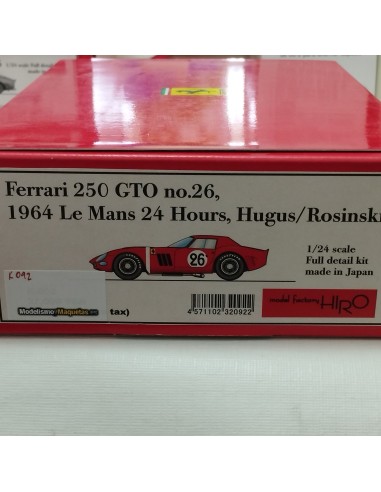 Ferrari 250 GTO no.26,
1964 Le Mans 24 Hours, Hugus/Rosinski
1/24 scale
Full detail kit
made in Japan
26
K092
Modelismo Maquetas
tax)
4 571102 320922
model factory HIRO